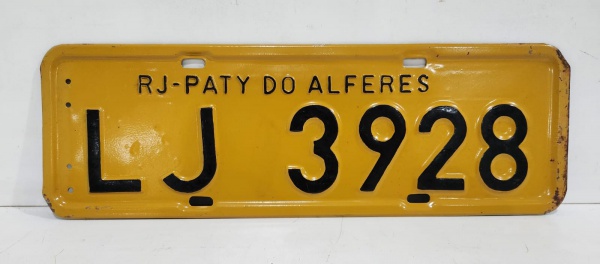 RJ-PATY DO ALFERES
LJ 3928